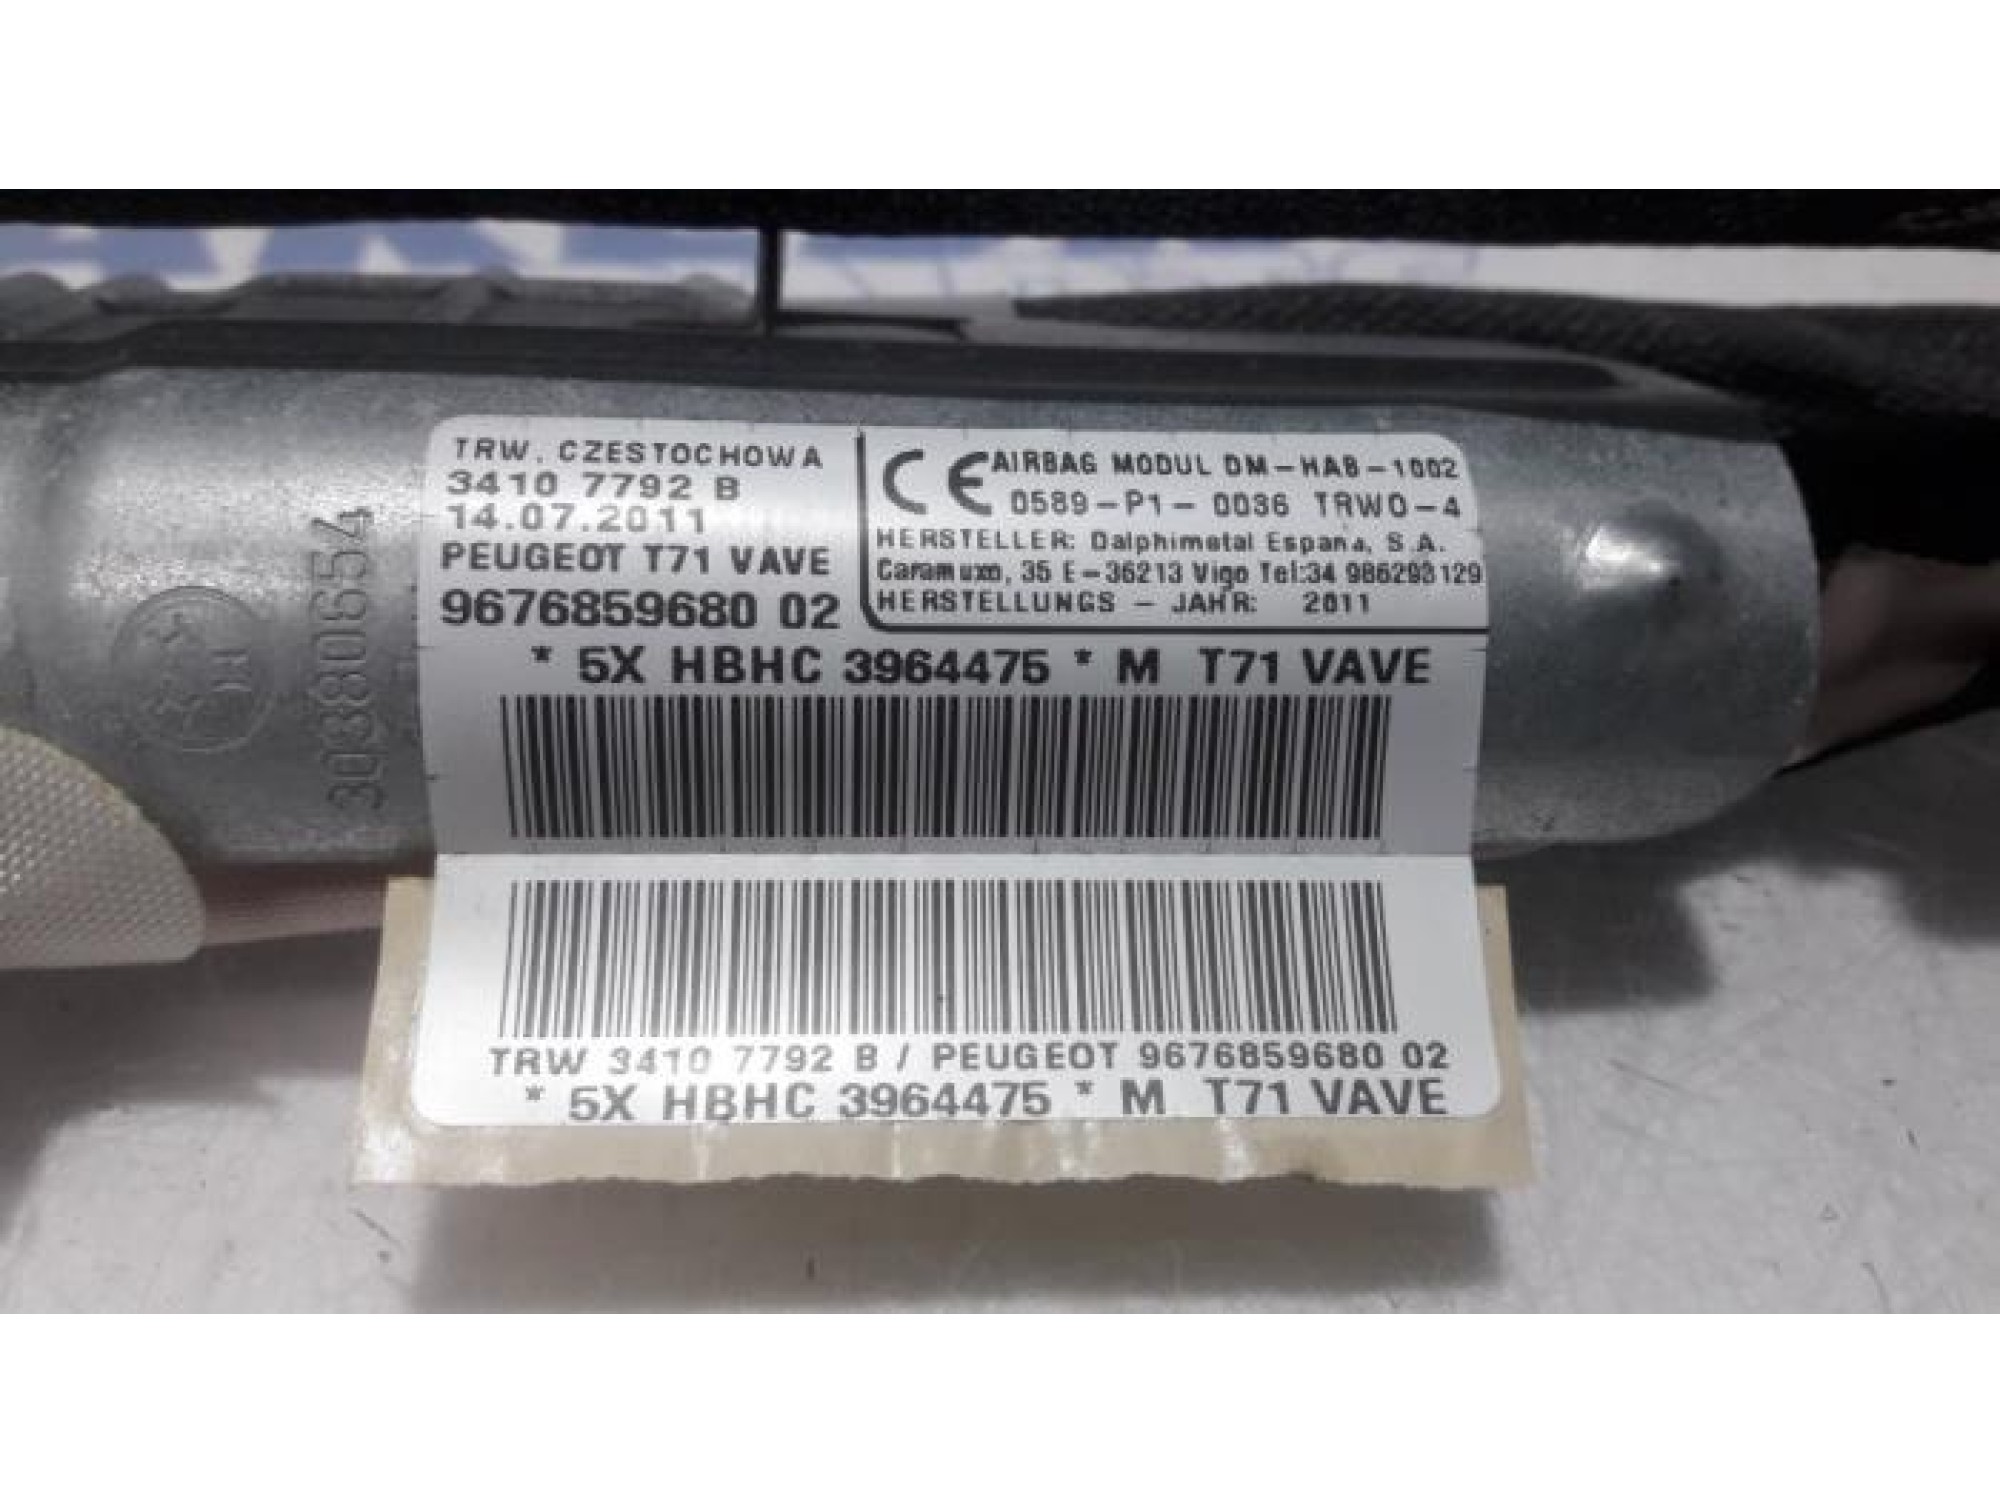 TRW. CZESTOCHOWA
3410 7792 B
14.07.2011
PEUGEOT T71 VAVE
9676859680 02
CE AIRBAG MODUL DM-HAB-1002
0589-P1-0036 TRWO-4
HERSTELLER: Dalphimetal España, S.A.
Caramuxo, 35 E-36213 Vigo Tel:34 986293129
HERSTELLUNGS - JAHR: 2011
* 5X HBHC 3964475 * M T71 VAVE
TRW 3410 7792 B / PEUGEOT 9676859680 02
* 5X HBHC 3964475 * M T71 VAVE
30380654